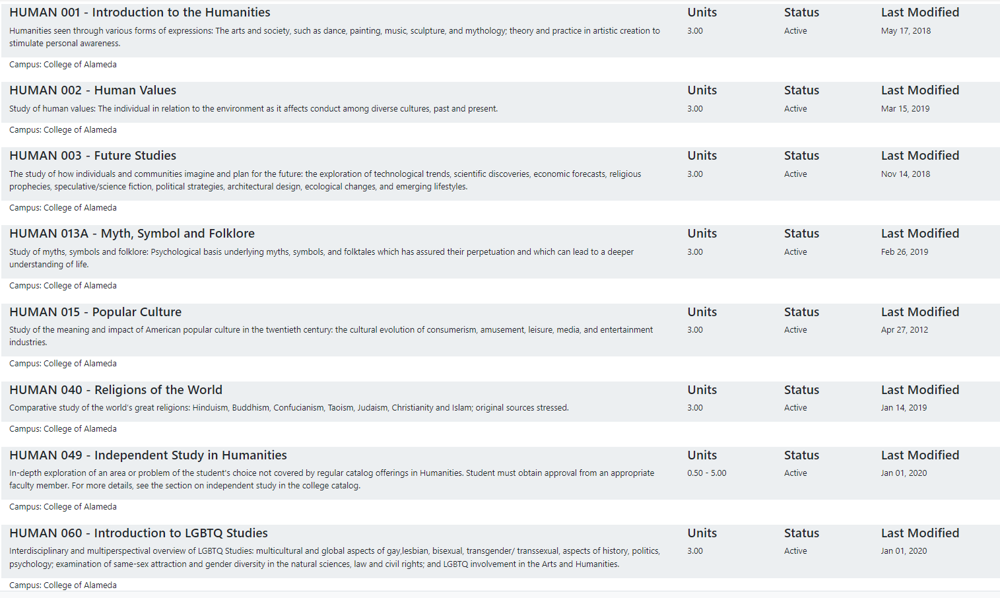 HUMAN 001 - Introduction to the Humanities Units Status Last Modified
Humanities seen through various forms of expressions: The arts and society, such as dance, painting, music, sculpture, and mythology; theory and practice in artistic creation to 3.00 Active May 17, 2018
stimulate personal awareness.
Campus: College of Alameda
HUMAN 002 - Human Values Units Status Last Modified
Study of human values: The individual in relation to the environment as it affects conduct among diverse cultures, past and present. 3.00 Active Mar 15, 2019
Campus: College of Alameda
HUMAN 003 - Future Studies Units Status Last Modified
The study of how individuals and communities imagine and plan for the future: the exploration of technological trends, scientific discoveries, economic forecasts, religious 3.00 Active Nov 14, 2018
prophecies, speculative/science fiction, political strategies, architectural design, ecological changes, and emerging lifestyles.
Campus: College of Alameda
HUMAN 013A - Myth, Symbol and Folklore Units Status Last Modified
Study of myths, symbols and folklore: Psychological basis underlying myths, symbols, and folktales which has assured their perpetuation and which can lead to a deeper 3.00 Active Feb 26, 2019
understanding of life.
Campus: College of Alameda
HUMAN 015 - Popular Culture Units Status Last Modified
Study of the meaning and impact of American popular culture in the twentieth century: the cultural evolution of consumerism, amusement, leisure, media, and entertainment 3.00 Active Apr 27, 2012
industries.
Campus: College of Alameda
HUMAN 040 - Religions of the World Units Status Last Modified
Comparative study of the world's great religions: Hinduism, Buddhism, Confucianism, Taoism, Judaism, Christianity and Islam; original sources stressed. 3.00 Active Jan 14, 2019
Campus: College of Alameda
HUMAN 049 - Independent Study in Humanities Units Status Last Modified
In-depth exploration of an area or problem of the student's choice not covered by regular catalog offerings in Humanities. Student must obtain approval from an appropriate 0.50 - 5.00 Active Jan 01, 2020
faculty member. For more details, see the section on independent study in the college catalog.
Campus: College of Alameda
HUMAN 060 - Introduction to LGBTQ Studies Units Status Last Modified
Interdisciplinary and multiperspectival overview of LGBTQ Studies: multicultural and global aspects of gay,lesbian, bisexual, transgender/ transsexual, aspects of history, politics, 3.00 Active Jan 01, 2020
psychology; examination of same-sex attraction and gender diversity in the natural sciences, law and civil rights; and LGBTQ involvement in the Arts and Humanities.
Campus: College of Alameda